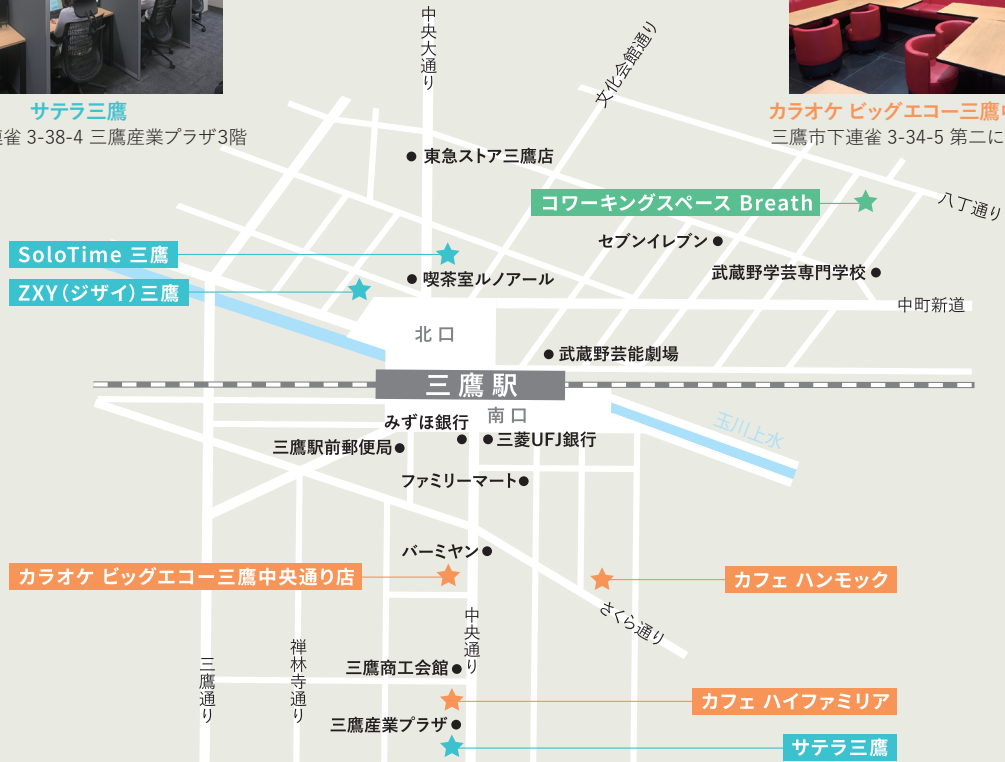 サテラ三鷹
雀 3-38-4 三鷹産業プラザ3階
カラオケ ビッグエコー三鷹
三鷹市下連雀 3-34-5 第二に
中央大通り
文化会館通り
東急ストア三鷹店
コワーキングスペース Breath
八丁通り
セブンイレブン
SoloTime 三鷹
武蔵野学芸専門学校
喫茶室ルノアール
ZXY（ジザイ）三鷹
中町新道
北口
武蔵野芸能劇場
三鷹駅
南口
みずほ銀行
玉川上水
三菱UFJ銀行
三鷹駅前郵便局
ファミリーマート
バーミヤン
カラオケ ビッグエコー三鷹中央通り店
カフェ ハンモック
さくら通り
中央通り
禅林寺通り
三鷹通り
三鷹商工会館
カフェ ハイファミリア
三鷹産業プラザ
サテラ三鷹